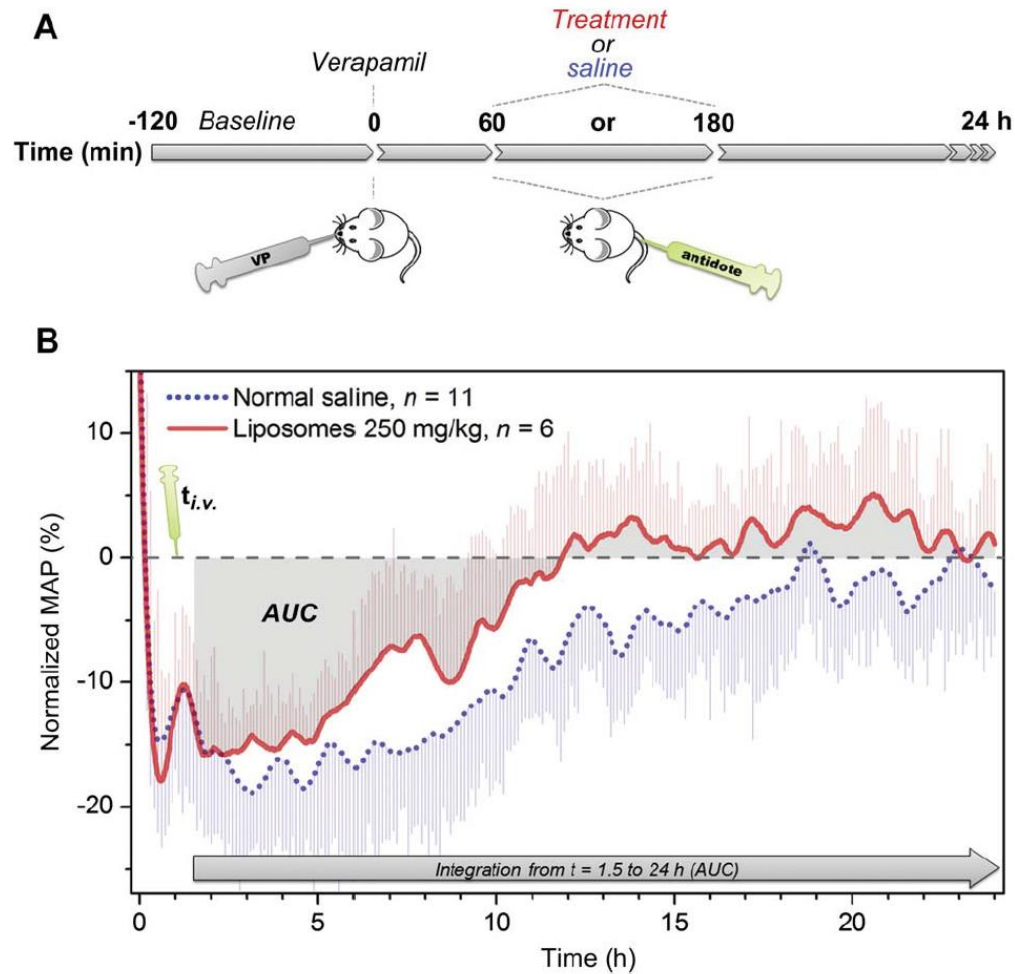 A
Treatment
or
saline
Verapamil
-120 Baseline 0 60 or 180 24 h
Time (min)
VP
antidote
B
Normal saline, n = 11
Liposomes 250 mg/kg, n = 6
10
t i.v.
0
AUC
-10
-20
Normalized MAP (%)
Integration from t = 1.5 to 24 h (AUC)
0 5 10 15 20
Time (h)